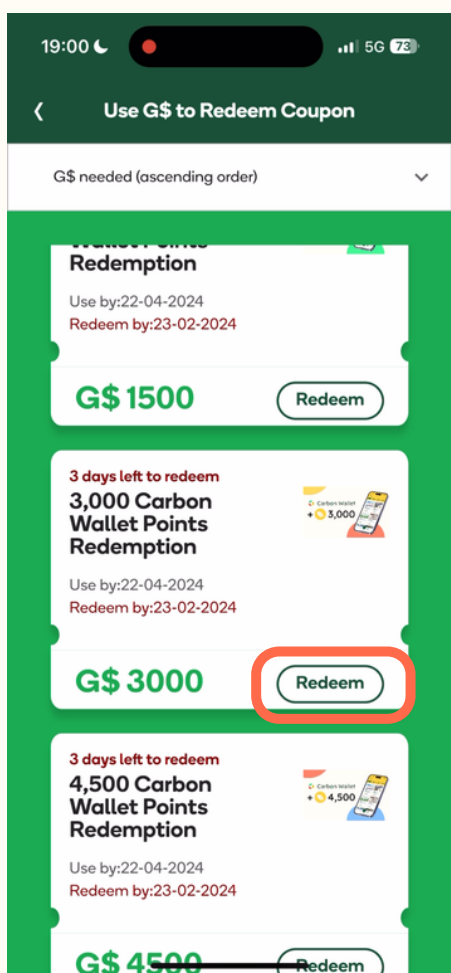 19:00
5G 73
Use G$ to Redeem Coupon
G$ needed (ascending order)
Wallet Points
Redemption
Use by:22-04-2024
Redeem by:23-02-2024
G$ 1500
Redeem
3 days left to redeem
3,000 Carbon
Wallet Points
Redemption
Carbon Wallet
+ 3,000
Use by:22-04-2024
Redeem by:23-02-2024
G$ 3000
Redeem
3 days left to redeem
4,500 Carbon
Wallet Points
Redemption
Carbon Wallet
+ 4,500
Use by:22-04-2024
Redeem by:23-02-2024
G$ 4500
Redeem